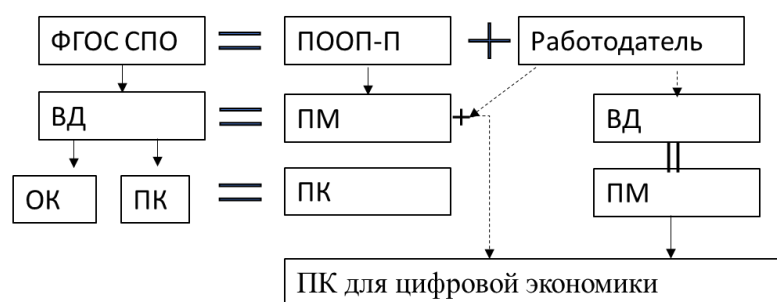 ФГОС СПО = ПООП-П + Работодатель
ВД = ПМ + ВД
ОК ПК = ПК ПМ
ПК для цифровой экономики